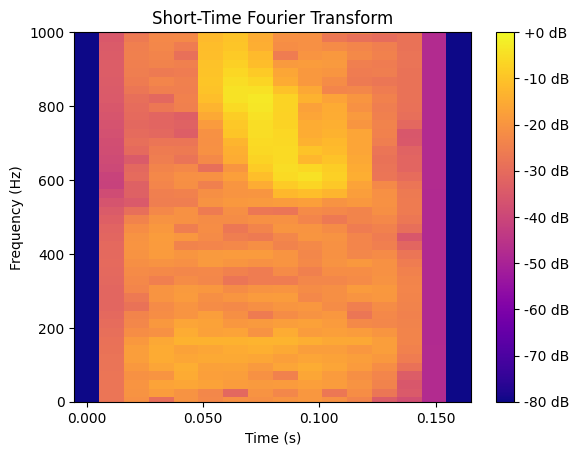 Short-Time Fourier Transform
1000
800
600
400
200
0
Frequency (Hz)
0.000
0.050
0.100
0.150
Time (s)
+0 dB
-10 dB
-20 dB
-30 dB
-40 dB
-50 dB
-60 dB
-70 dB
-80 dB